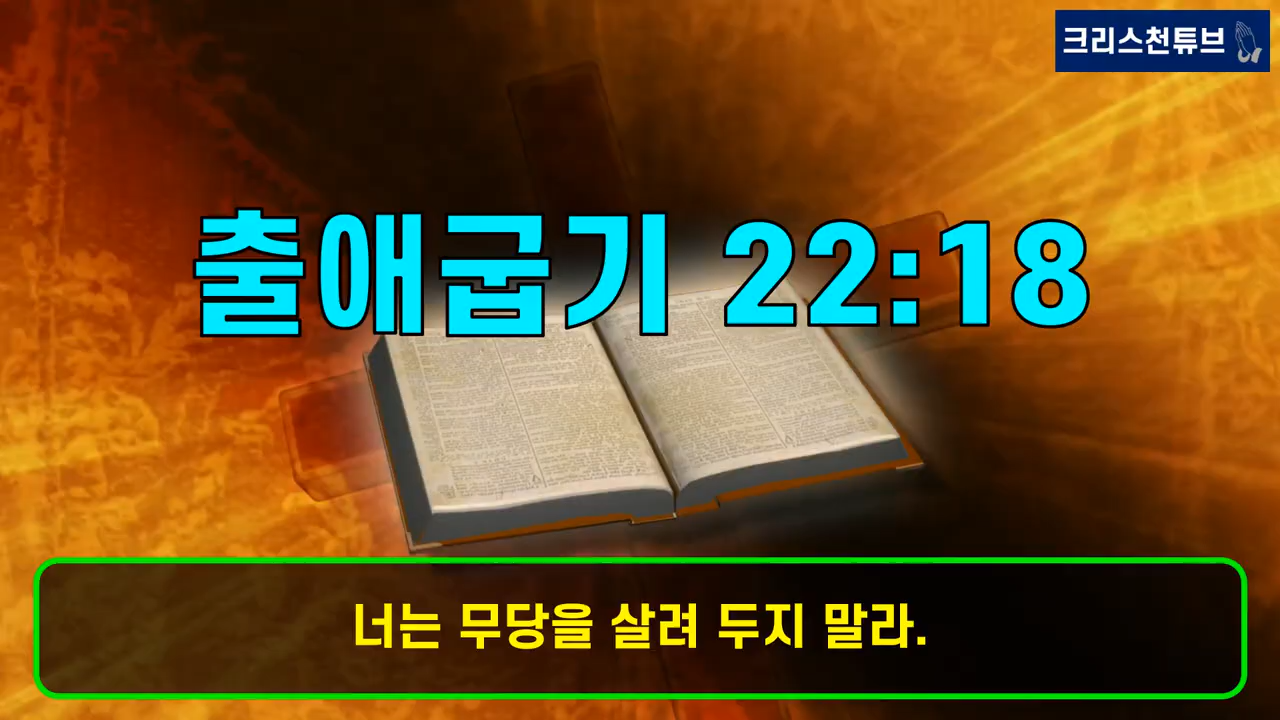 크리스천튜브
출애굽기 22:18
너는 무당을 살려 두지 말라.